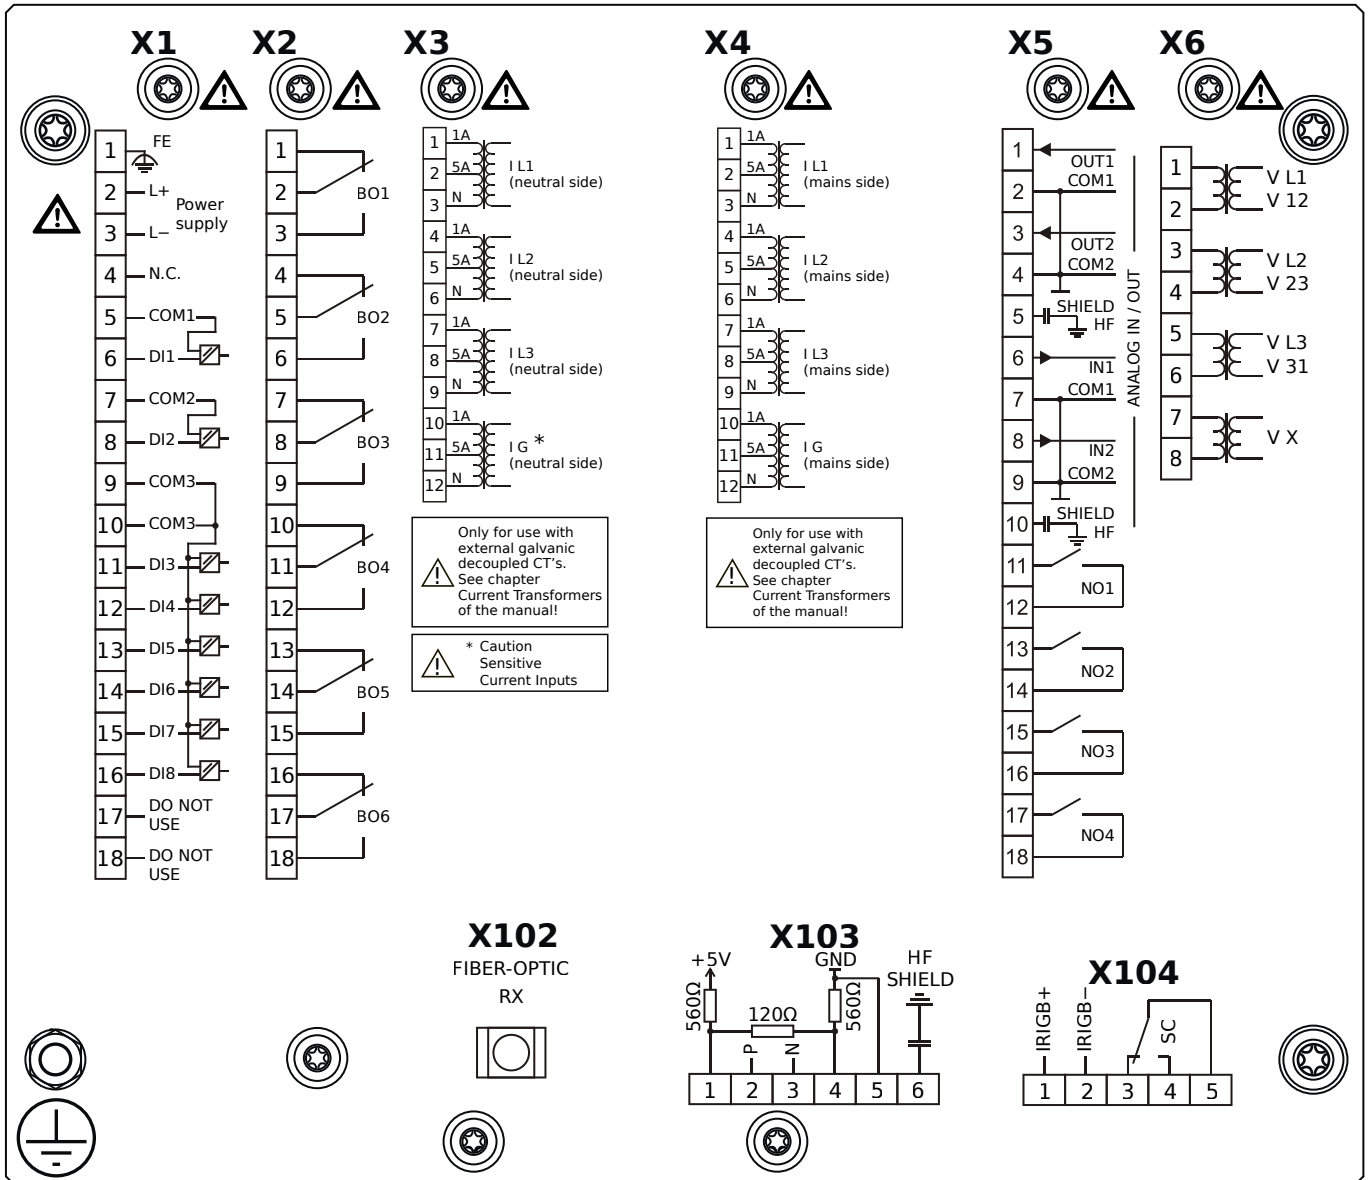 X1
X2
X3
X4
X5
X6
1 FE
2 L+
Power
supply
3 L−
4 N.C.
5 COM1
6 DI1
7 COM2
8 DI2
9 COM3
10 COM3
11 DI3
12 DI4
13 DI5
14 DI6
15 DI7
16 DI8
17 DO NOT
USE
18 DO NOT
USE
1
2 BO1
3
4
5 BO2
6
7
8 BO3
9
10
11 BO4
12
13
14 BO5
15
16
17 BO6
18
1 1A
2 5A
3 N
I L1
(neutral side)
4 1A
5 5A
6 N
I L2
(neutral side)
7 1A
8 5A
9 N
I L3
(neutral side)
10 1A
11 5A
12 N
I G *
(neutral side)
Only for use with
external galvanic
decoupled CT’s.
See chapter
Current Transformers
of the manual!
* Caution
Sensitive
Current Inputs
1 1A
2 5A
3 N
I L1
(mains side)
4 1A
5 5A
6 N
I L2
(mains side)
7 1A
8 5A
9 N
I L3
(mains side)
10 1A
11 5A
12 N
I G
(mains side)
Only for use with
external galvanic
decoupled CT’s.
See chapter
Current Transformers
of the manual!
1 OUT1
2 COM1
3 OUT2
4 COM2
5 SHIELD
HF
6 IN1
7 COM1
8 IN2
9 COM2
10 SHIELD
HF
ANALOG IN / OUT
11
NO1
12
13
NO2
14
15
NO3
16
17
NO4
18
1 V L1
2 V 12
3 V L2
4 V 23
5 V L3
6 V 31
7 V X
8
X102
FIBER-OPTIC
RX
X103
+5V
GND
HF
SHIELD
560Ω
120Ω
560Ω
P
N
1 2 3 4 5 6
X104
IRIGB+
IRIGB−
SC
1 2 3 4 5